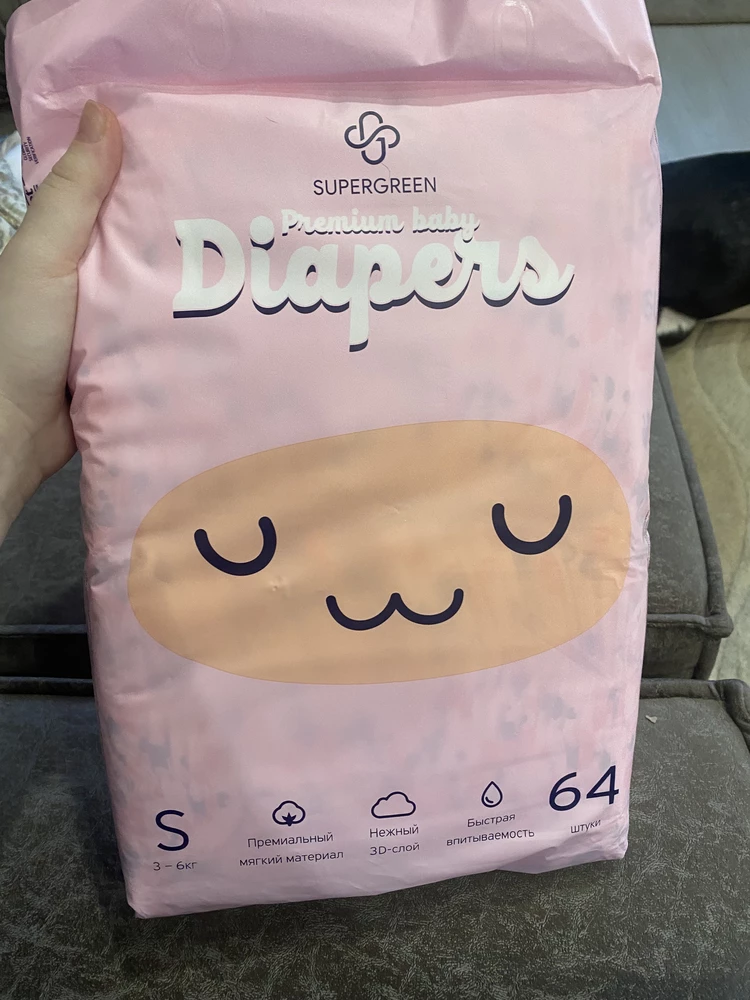 SUPERGREEN
Premium baby
Diapers
S
3 – 6кг
Премиальный
мягкий материал
Нежный
3D-слой
Быстрая
впитываемость
64
штуки